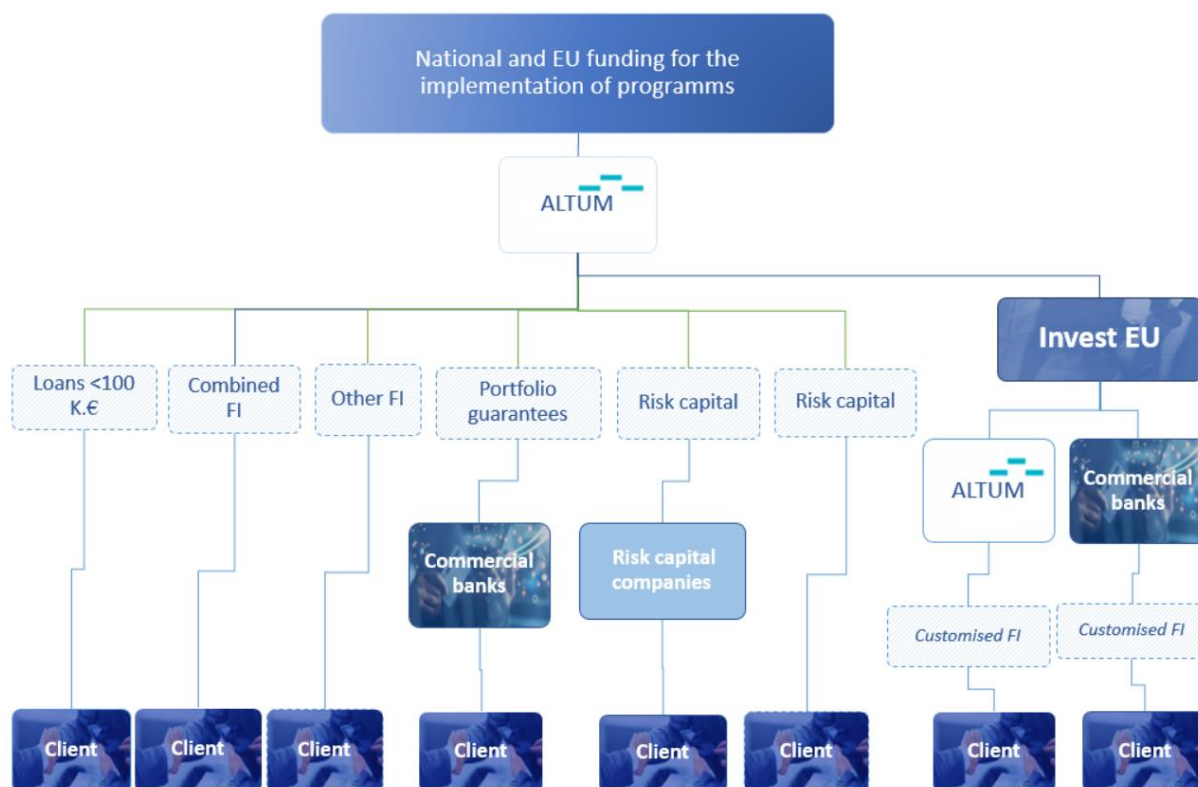 National and EU funding for the
implementation of programms
ALTUM
Invest EU
Loans <100
K.€
Combined
FI
Other FI
Portfolio
guarantees
Risk capital
Risk capital
ALTUM
Commercial
banks
Commercial
banks
Risk capital
companies
Customised FI
Customised FI
Client
Client
Client
Client
Client
Client
Client
Client